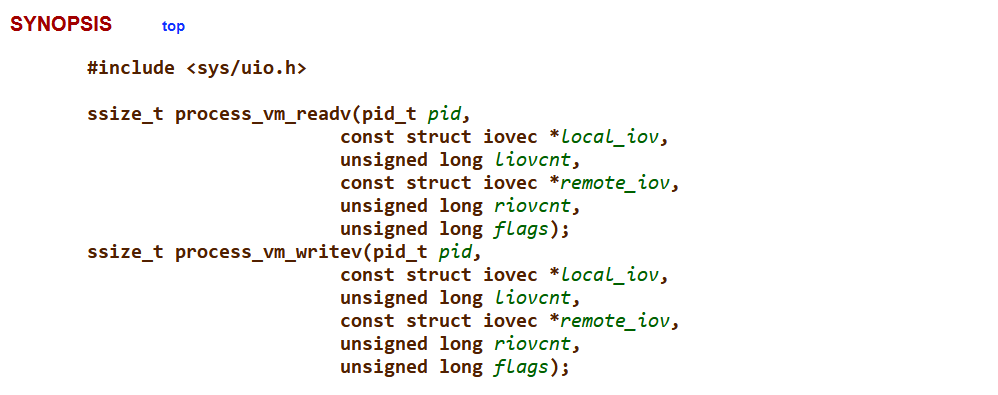 SYNOPSIS top
#include <sys/uio.h>
ssize_t process_vm_readv(pid_t pid,
const struct iovec *local_iov,
unsigned long liovcnt,
const struct iovec *remote_iov,
unsigned long riovcnt,
unsigned long flags);
ssize_t process_vm_writev(pid_t pid,
const struct iovec *local_iov,
unsigned long liovcnt,
const struct iovec *remote_iov,
unsigned long riovcnt,
unsigned long flags);